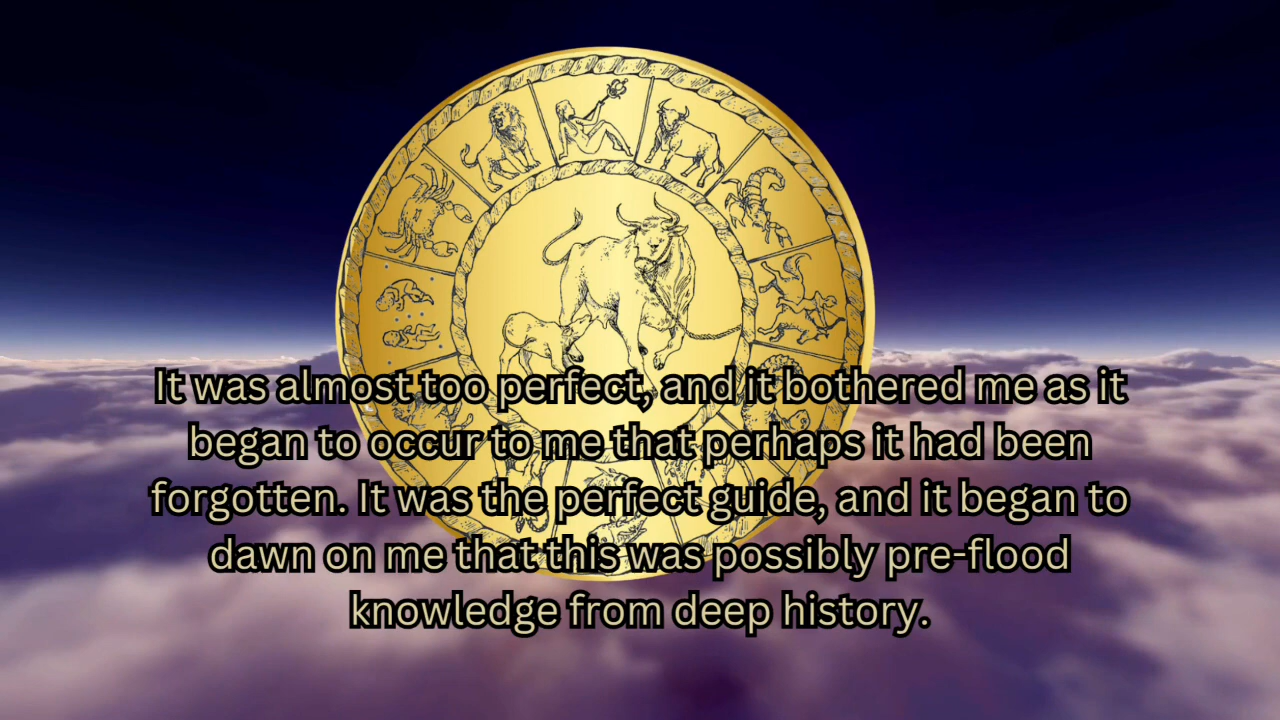 It was almost too perfect, and it bothered me as it
began to occur to me that perhaps it had been
forgotten. It was the perfect guide, and it began to
dawn on me that this was possibly pre-flood
knowledge from deep history.